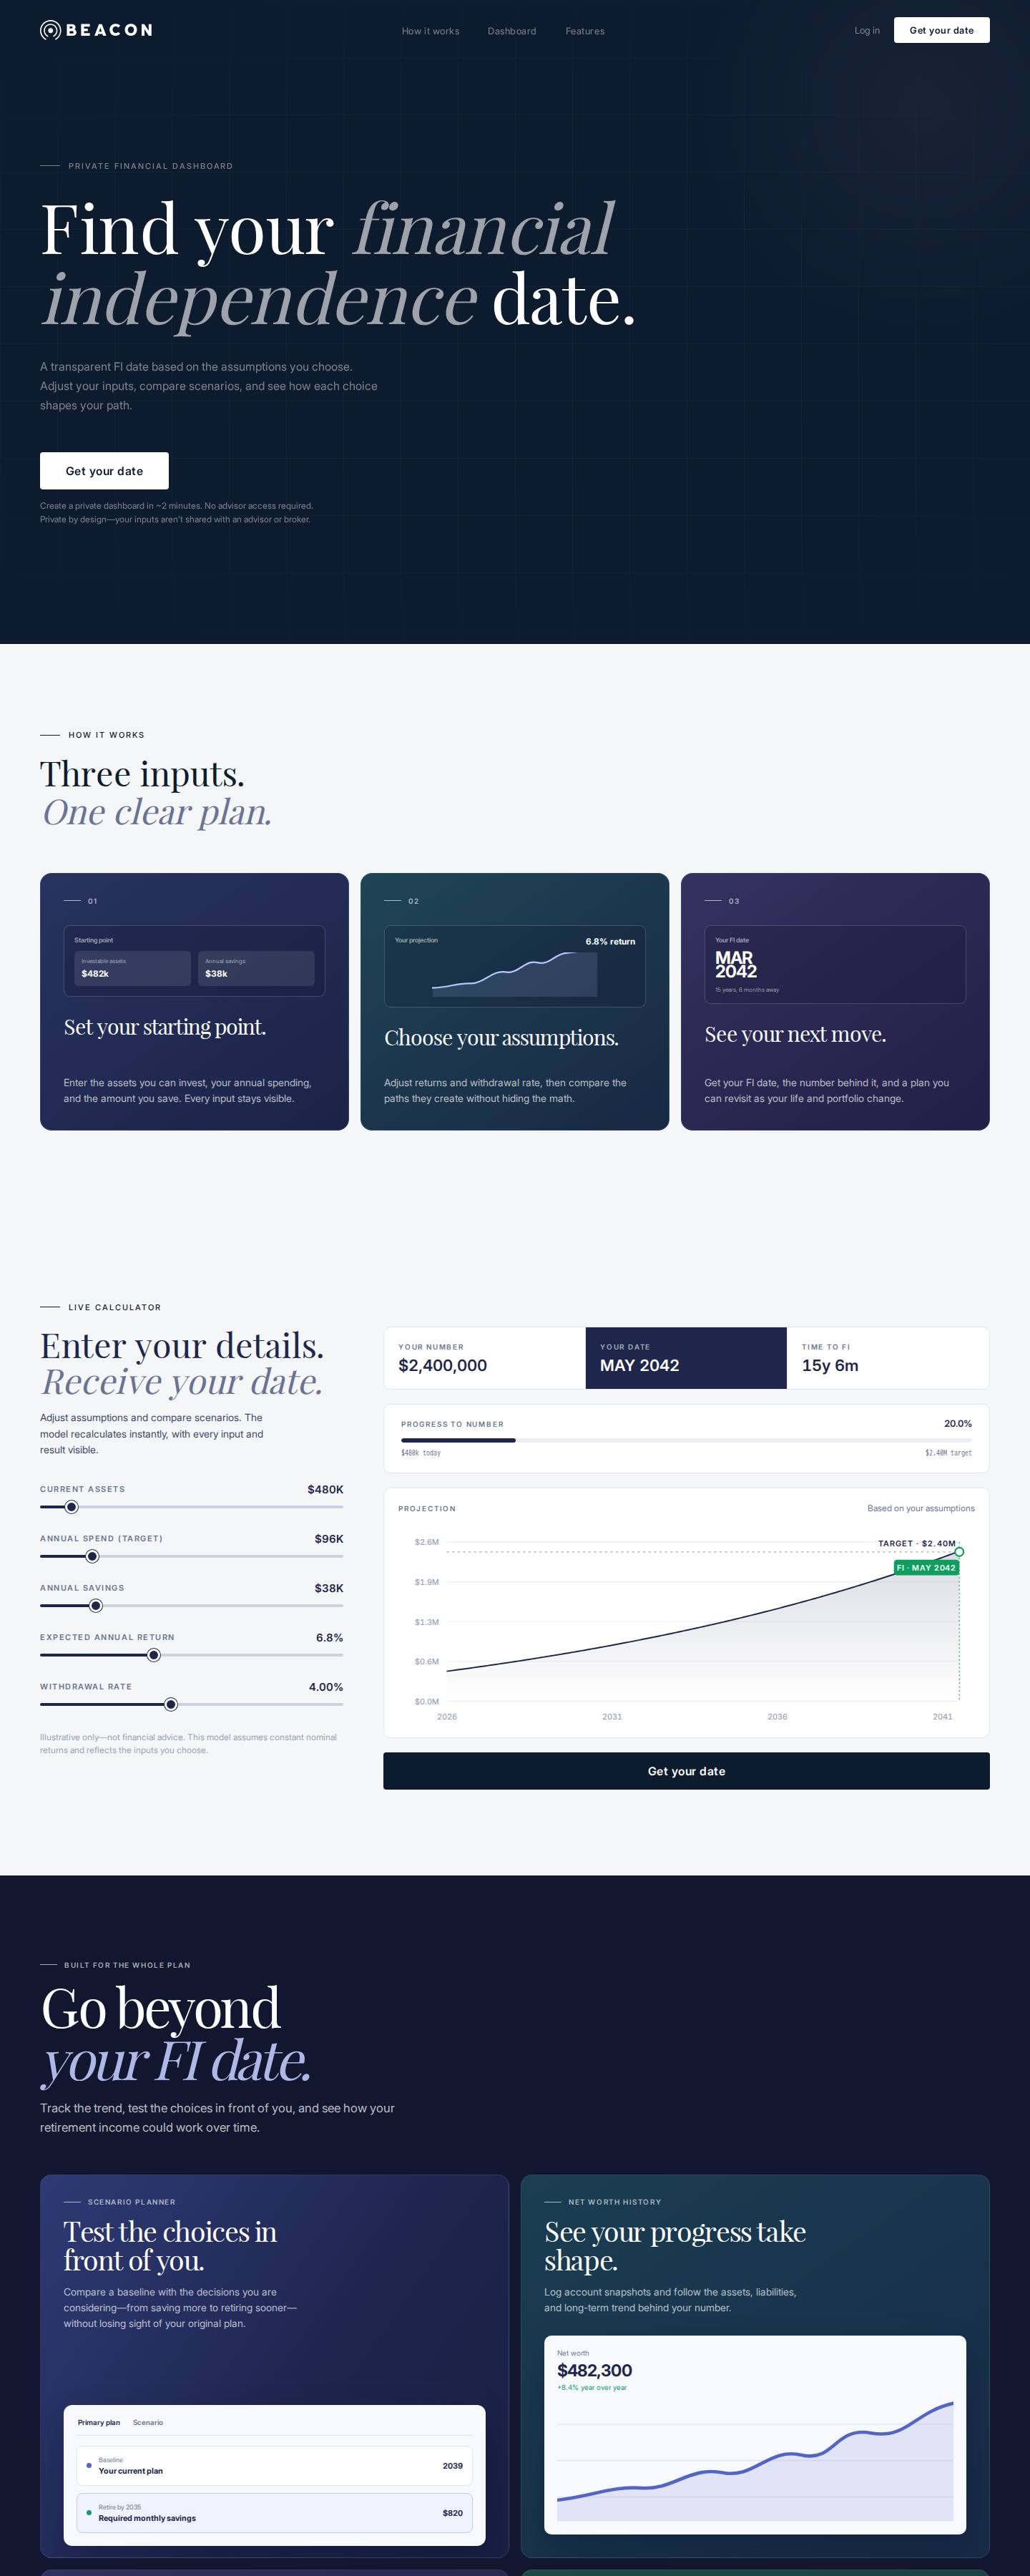 BEACON
How it works
Dashboard
Features
Log in
Get your date
PRIVATE FINANCIAL DASHBOARD
Find your financial
independence date.
A transparent FI date based on the assumptions you choose.
Adjust your inputs, compare scenarios, and see how each choice
shapes your path.
Get your date
Create a private dashboard in ~2 minutes. No advisor access required.
Private by design—your inputs aren't shared with an advisor or broker.
HOW IT WORKS
Three inputs.
One clear plan.
01
Starting point
Investable assets
$482k
Annual savings
$38k
Set your starting point.
Enter the assets you can invest, your annual spending,
and the amount you save. Every input stays visible.
02
Your projection
6.8% return
Choose your assumptions.
Adjust returns and withdrawal rate, then compare the
paths they create without hiding the math.
03
Your FI date
MAR
2042
15 years, 6 months away
See your next move.
Get your FI date, the number behind it, and a plan you
can revisit as your life and portfolio change.
LIVE CALCULATOR
Enter your details.
Receive your date.
Adjust assumptions and compare scenarios. The
model recalculates instantly, with every input and
result visible.
CURRENT ASSETS
$480K
ANNUAL SPEND (TARGET)
$96K
ANNUAL SAVINGS
$38K
EXPECTED ANNUAL RETURN
6.8%
WITHDRAWAL RATE
4.00%
Illustrative only—not financial advice. This model assumes constant nominal
returns and reflects the inputs you choose.
YOUR NUMBER
$2,400,000
YOUR DATE
MAY 2042
TIME TO FI
15y 6m
PROGRESS TO NUMBER
20.0%
$480k today
$2.40M target
PROJECTION
Based on your assumptions
$2.6M
TARGET · $2.40M
FI · MAY 2042
$1.9M
$1.3M
$0.6M
$0.0M
2026
2031
2036
2041
Get your date
BUILT FOR THE WHOLE PLAN
Go beyond
your FI date.
Track the trend, test the choices in front of you, and see how your
retirement income could work over time.
SCENARIO PLANNER
Test the choices in
front of you.
Compare a baseline with the decisions you are
considering—from saving more to retiring sooner—
without losing sight of your original plan.
Primary plan
Scenario
Baseline
Your current plan
2039
Retire by 2035
Required monthly savings
$820
NET WORTH HISTORY
See your progress take
shape.
Log account snapshots and follow the assets, liabilities,
and long-term trend behind your number.
Net worth
$482,300
+8.4% year over year